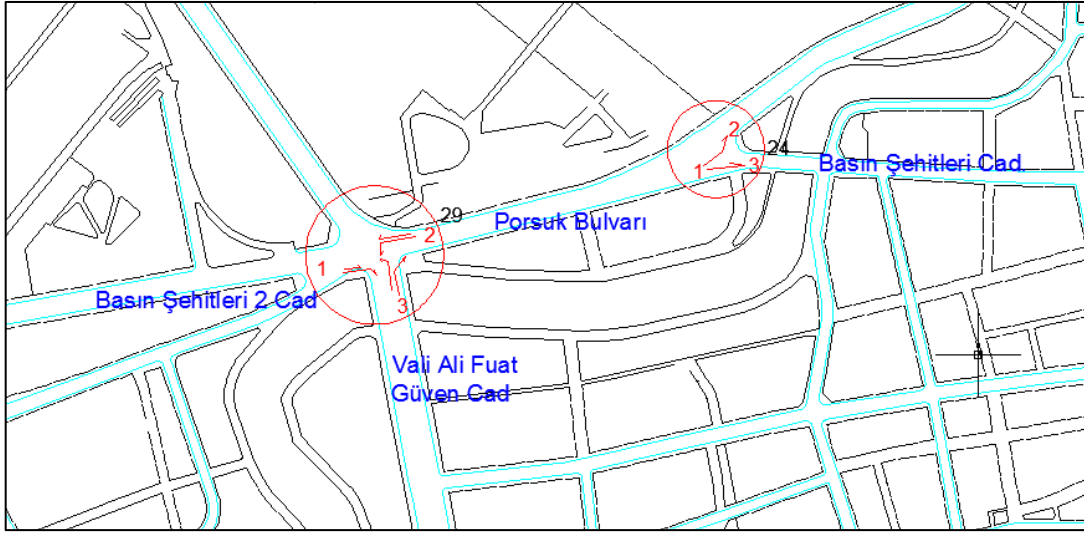 2
24
1
3
Basın Şehitleri Cad.
29
Porsuk Bulvarı
2
1
Basın Şehitleri 2 Cad
3
Vali Ali Fuat
Güven Cad